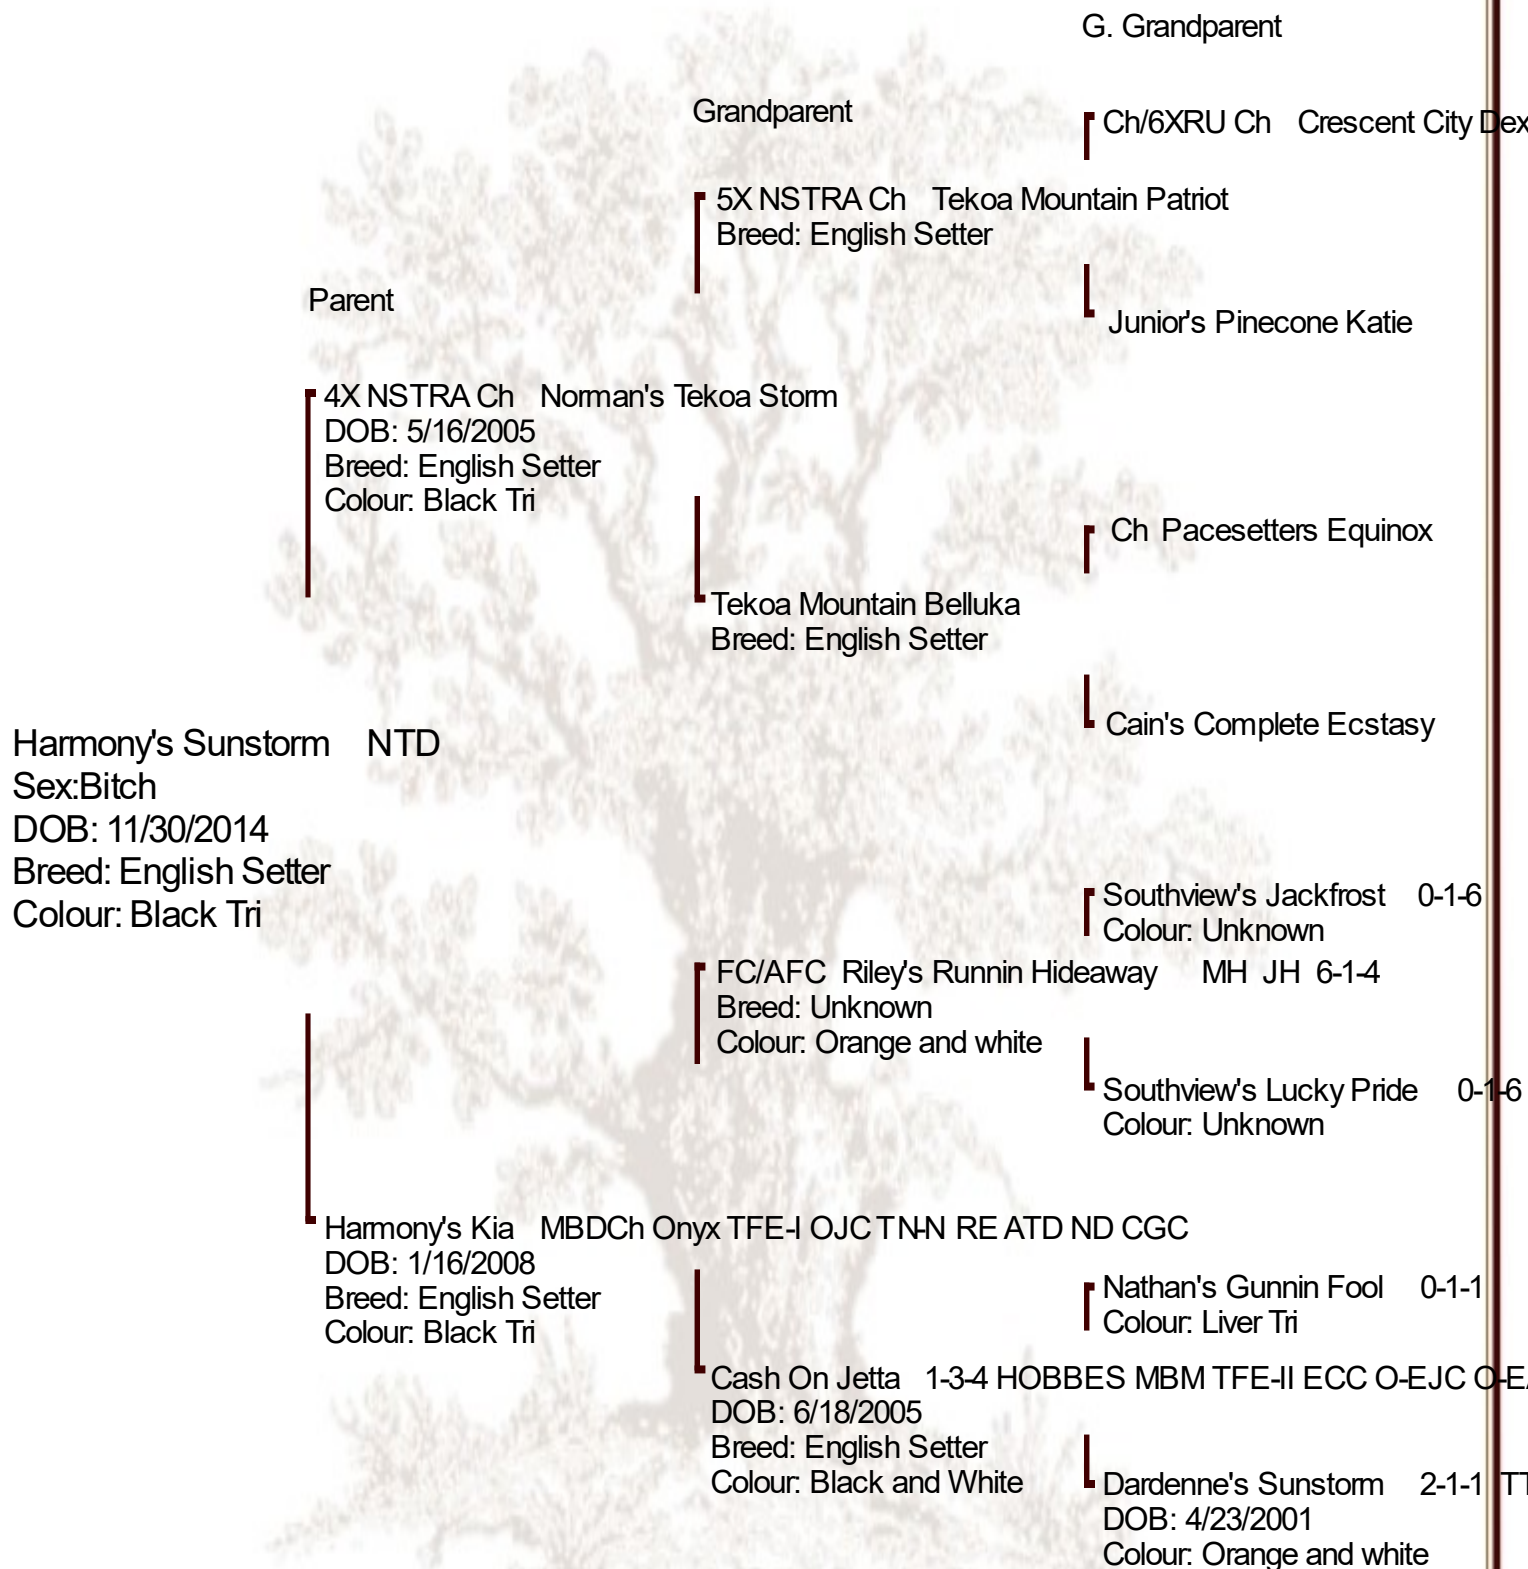 G. Grandparent
Grandparent
Ch/6XRU Ch Crescent City Dex
5X NSTRA Ch Tekoa Mountain Patriot
Breed: English Setter
Parent
Junior's Pinecone Katie
4X NSTRA Ch Norman's Tekoa Storm
DOB: 5/16/2005
Breed: English Setter
Colour: Black Tri
Ch Pacesetters Equinox
Tekoa Mountain Belluka
Breed: English Setter
Cain's Complete Ecstasy
Harmony's Sunstorm NTD
Sex:Bitch
DOB: 11/30/2014
Breed: English Setter
Colour: Black Tri
Southview's Jackfrost 0-1-6
Colour: Unknown
FC/AFC Riley's Runnin Hideaway MH JH 6-1-4
Breed: Unknown
Colour: Orange and white
Southview's Lucky Pride 0-1-6
Colour: Unknown
Harmony's Kia MBDCh Onyx TFE-I OJC TN-N RE ATD ND CGC
DOB: 1/16/2008
Breed: English Setter
Colour: Black Tri
Nathan's Gunnin Fool 0-1-1
Colour: Liver Tri
Cash On Jetta 1-3-4 HOBBES MBM TFE-II ECC O-EJC O-EA
DOB: 6/18/2005
Breed: English Setter
Colour: Black and White
Dardenne's Sunstorm 2-1-1 TT
DOB: 4/23/2001
Colour: Orange and white